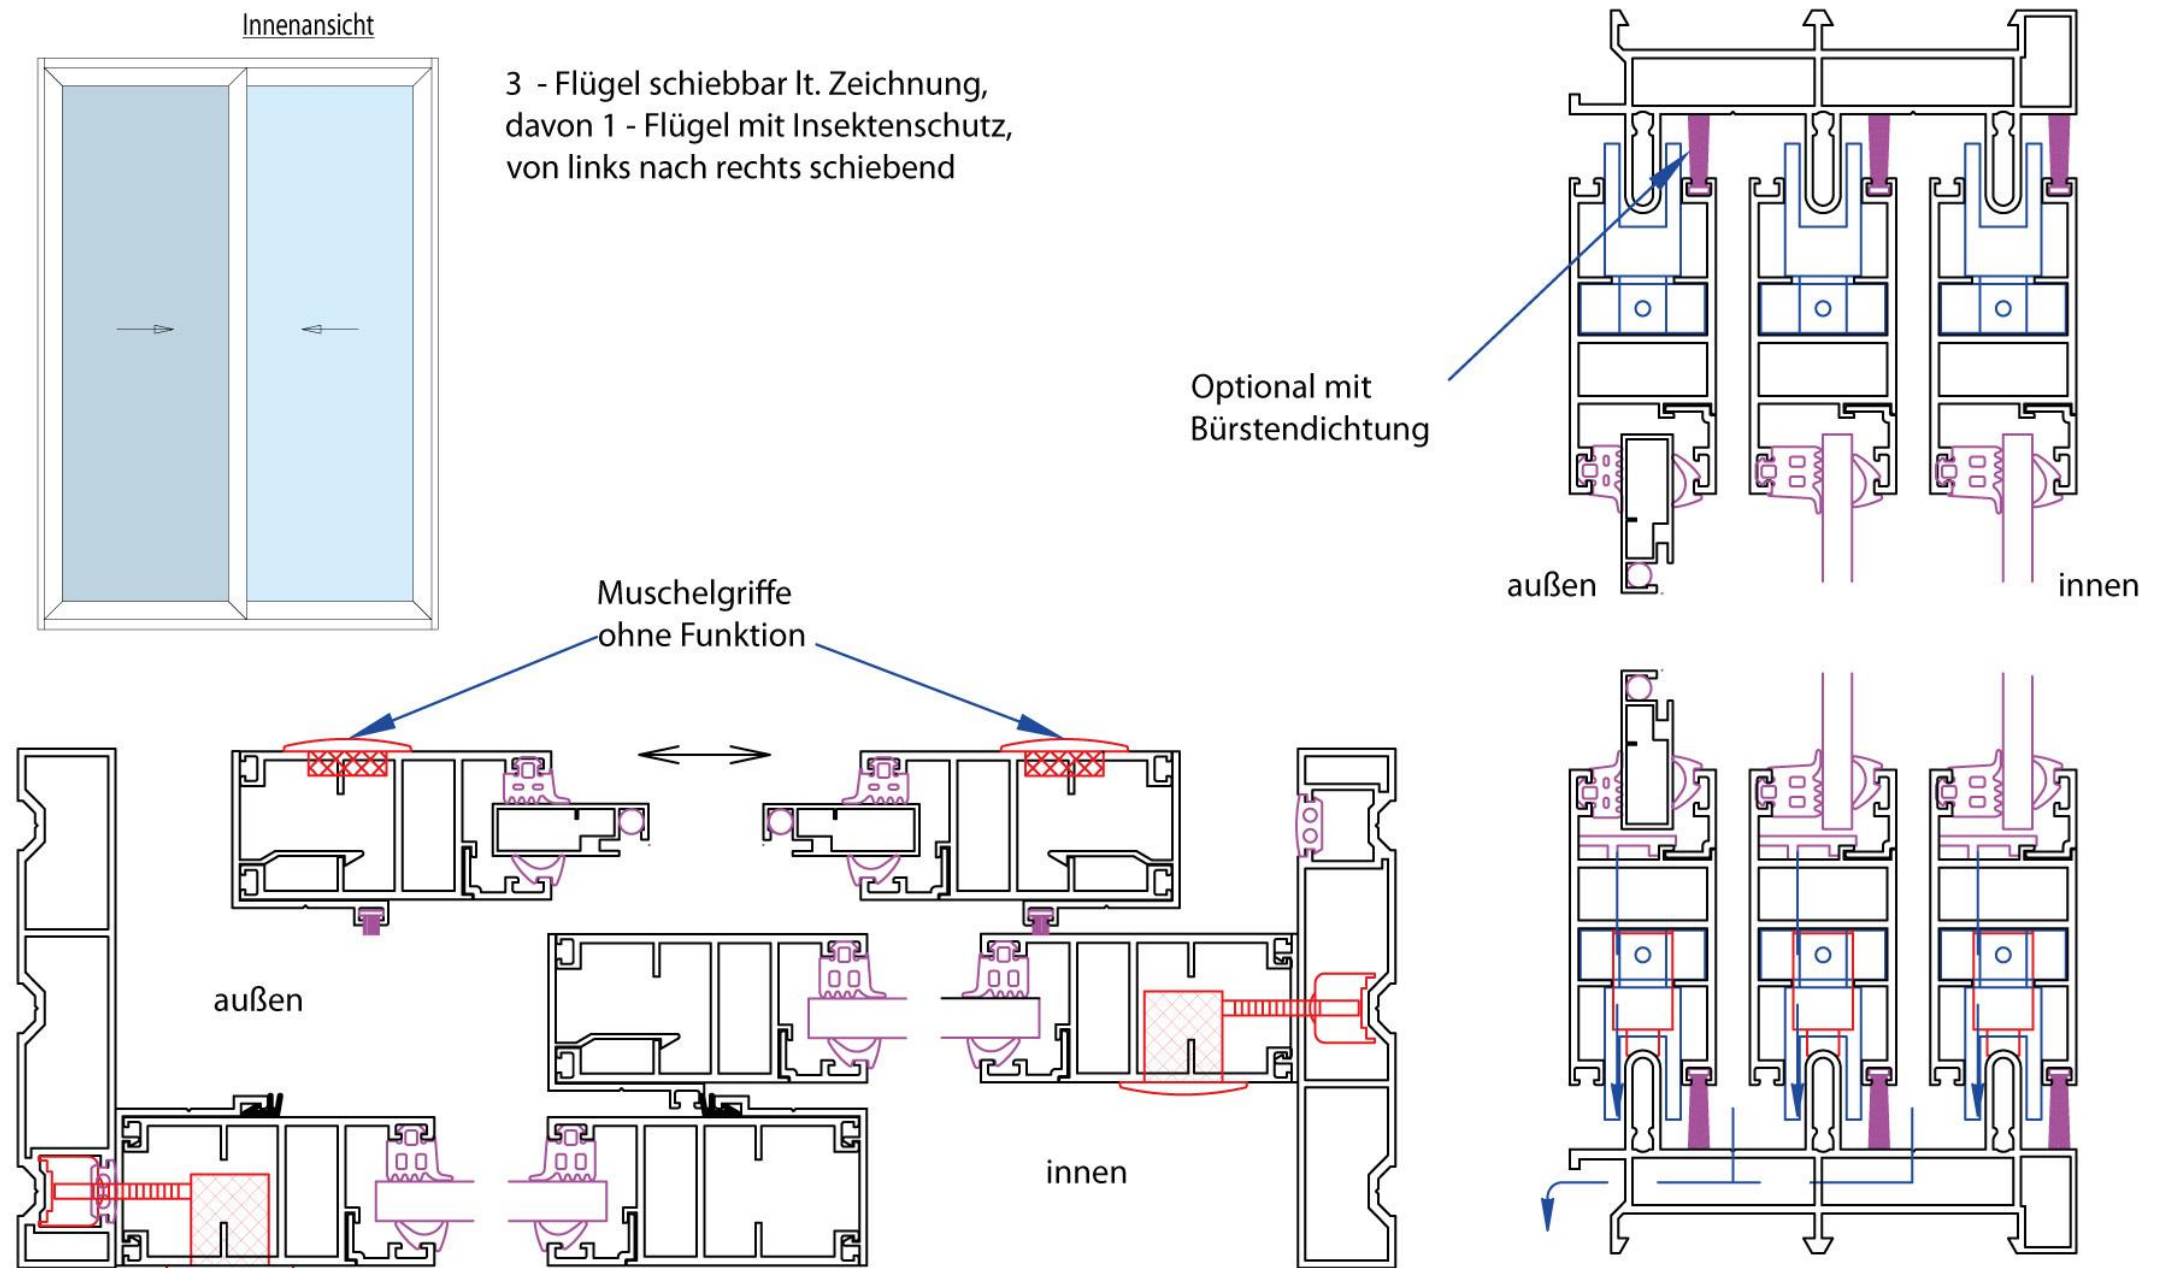 Innenansicht
3 - Flügel schiebbar lt. Zeichnung,
davon 1 - Flügel mit Insektenschutz,
von links nach rechts schiebend
Optional mit
Bürstendichtung
außen
innen
Muschelgriffe
ohne Funktion
außen
innen